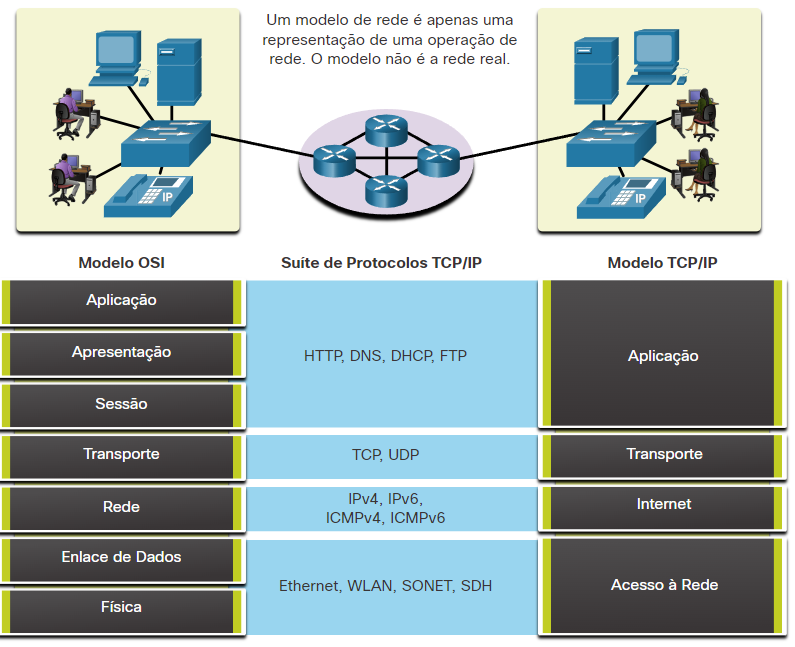 Um modelo de rede é apenas uma
representação de uma operação de
rede. O modelo não é a rede real.
IP
IP
Modelo OSI
Suíte de Protocolos TCP/IP
Modelo TCP/IP
Aplicação
Apresentação
Sessão
HTTP, DNS, DHCP, FTP
Aplicação
Transporte
TCP, UDP
Transporte
Rede
IPv4, IPv6,
ICMPv4, ICMPv6
Internet
Enlace de Dados
Física
Ethernet, WLAN, SONET, SDH
Acesso à Rede